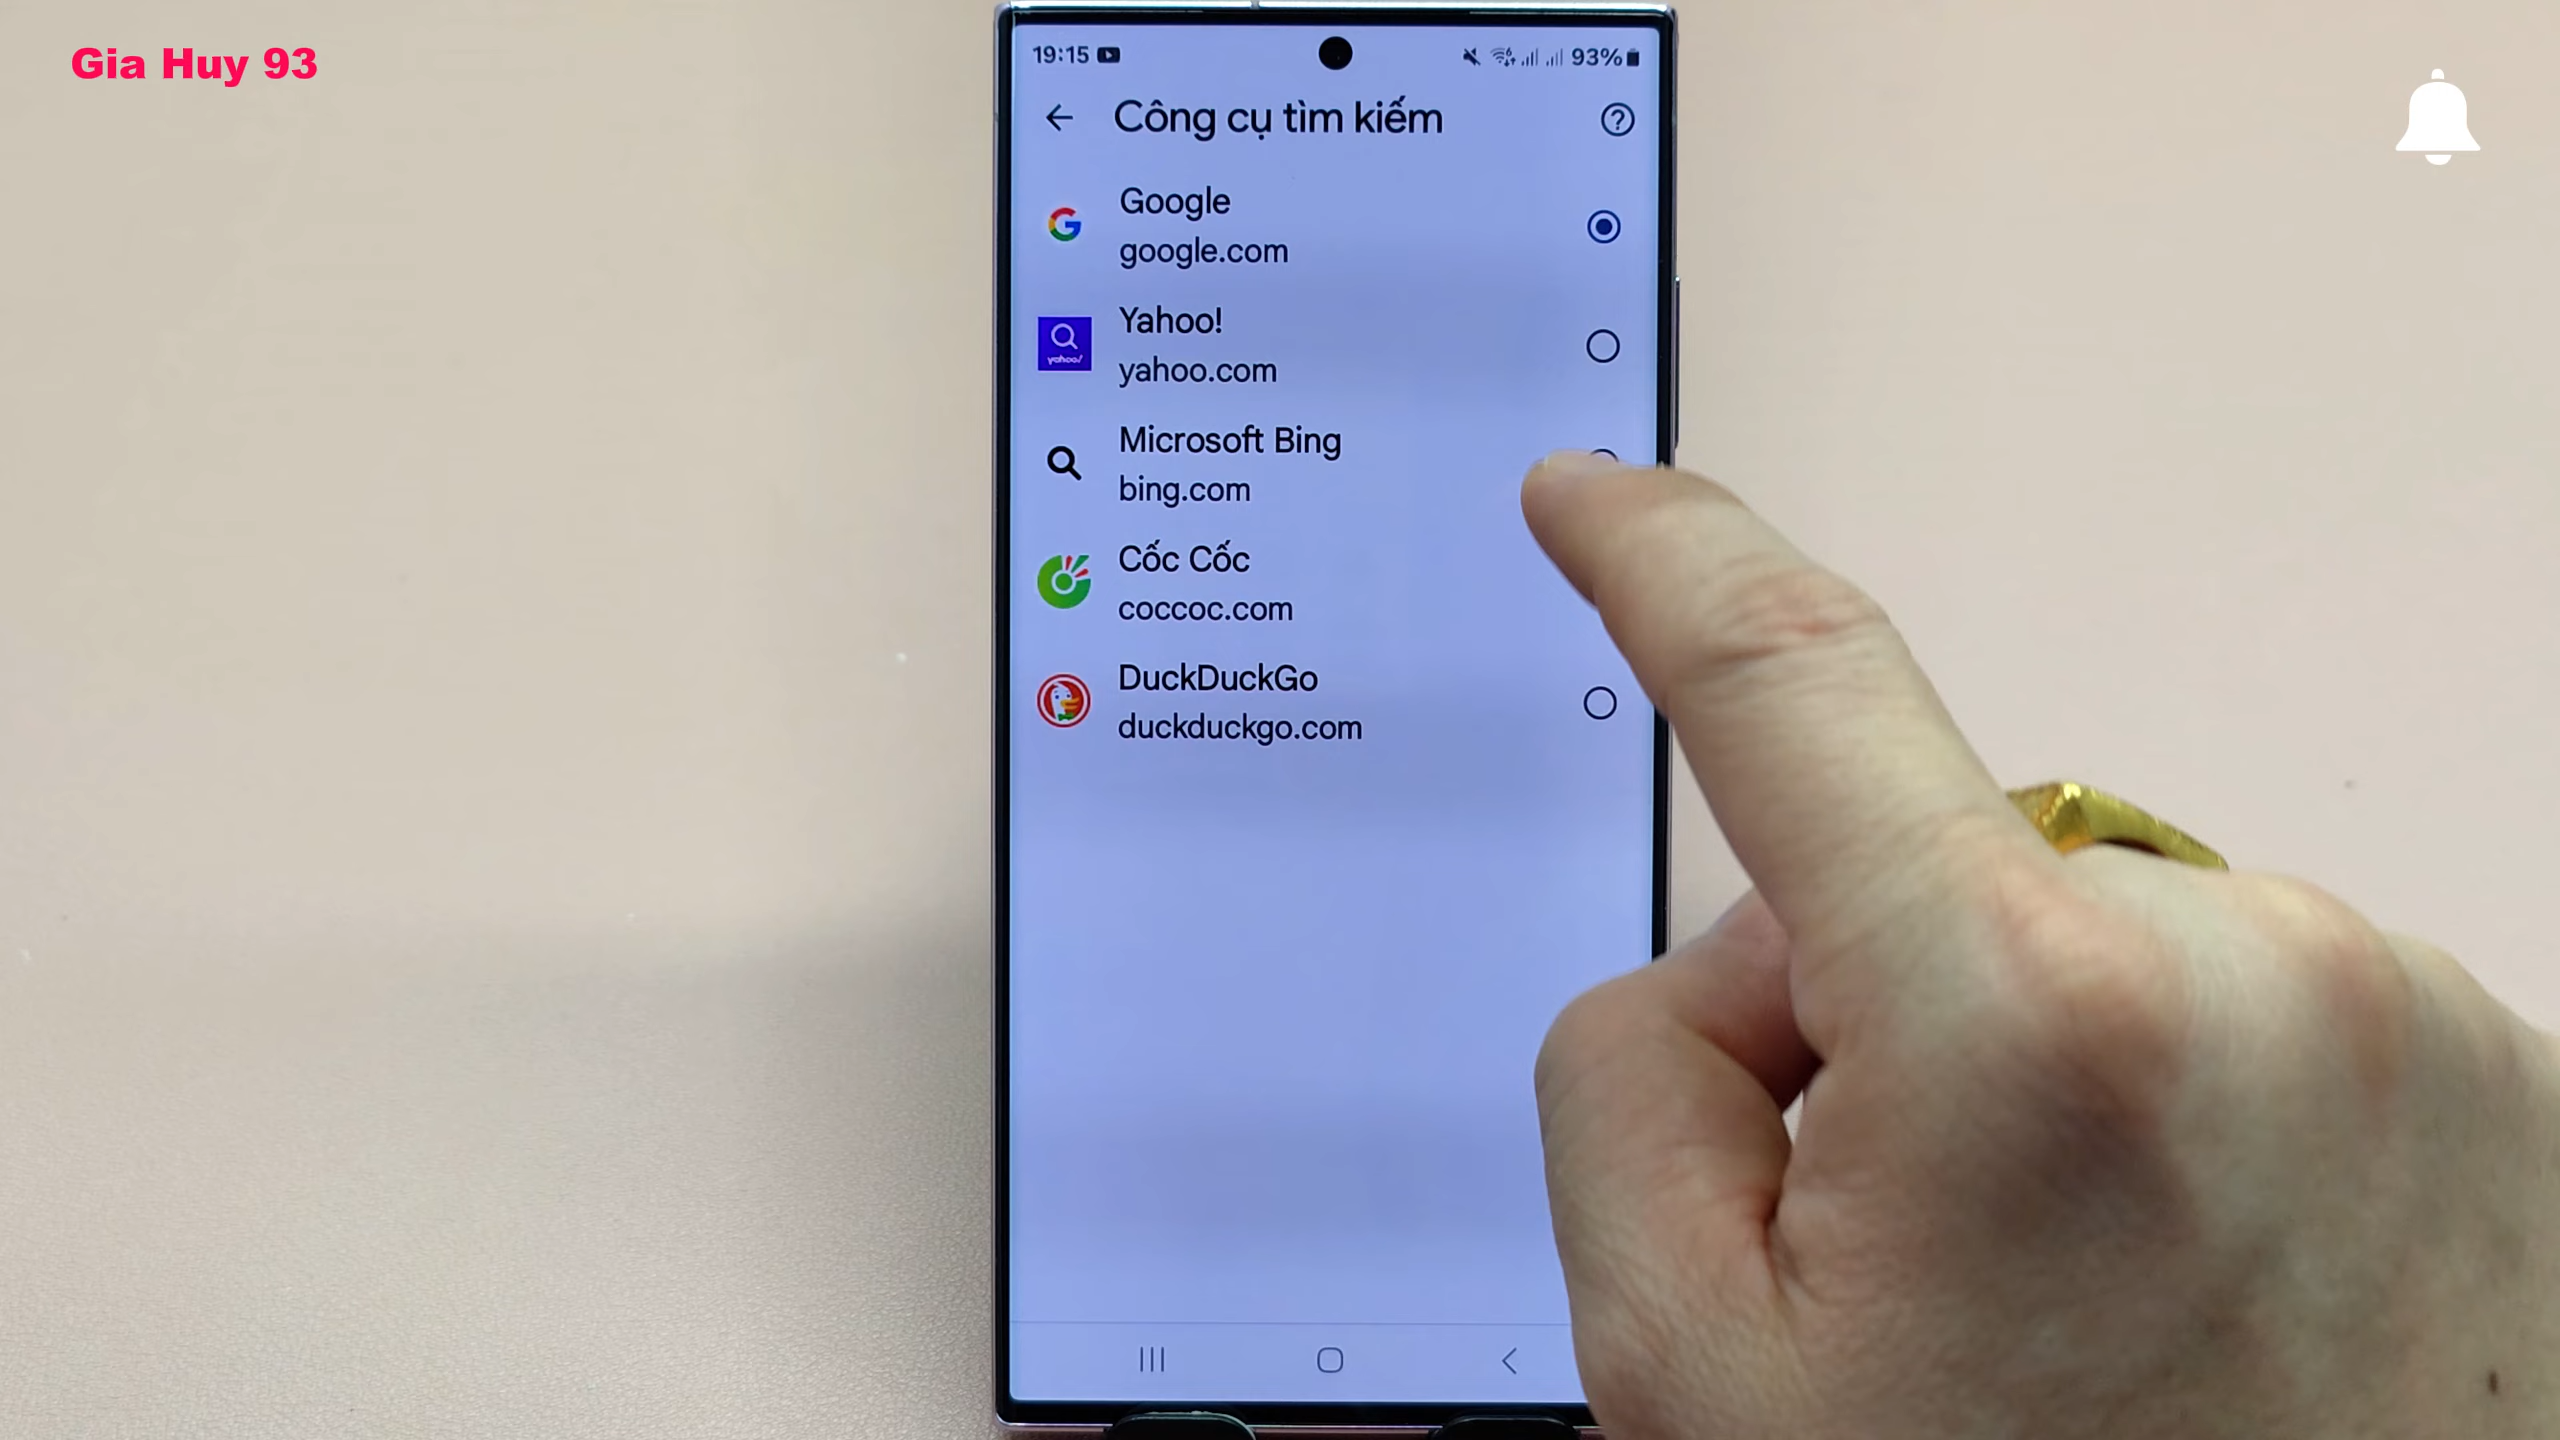 Gia Huy 93
19:15
93%
Công cụ tìm kiếm
Google
google.com
Yahoo!
yahoo.com
yahoo!
Microsoft Bing
bing.com
Cốc Cốc
coccoc.com
DuckDuckGo
duckduckgo.com